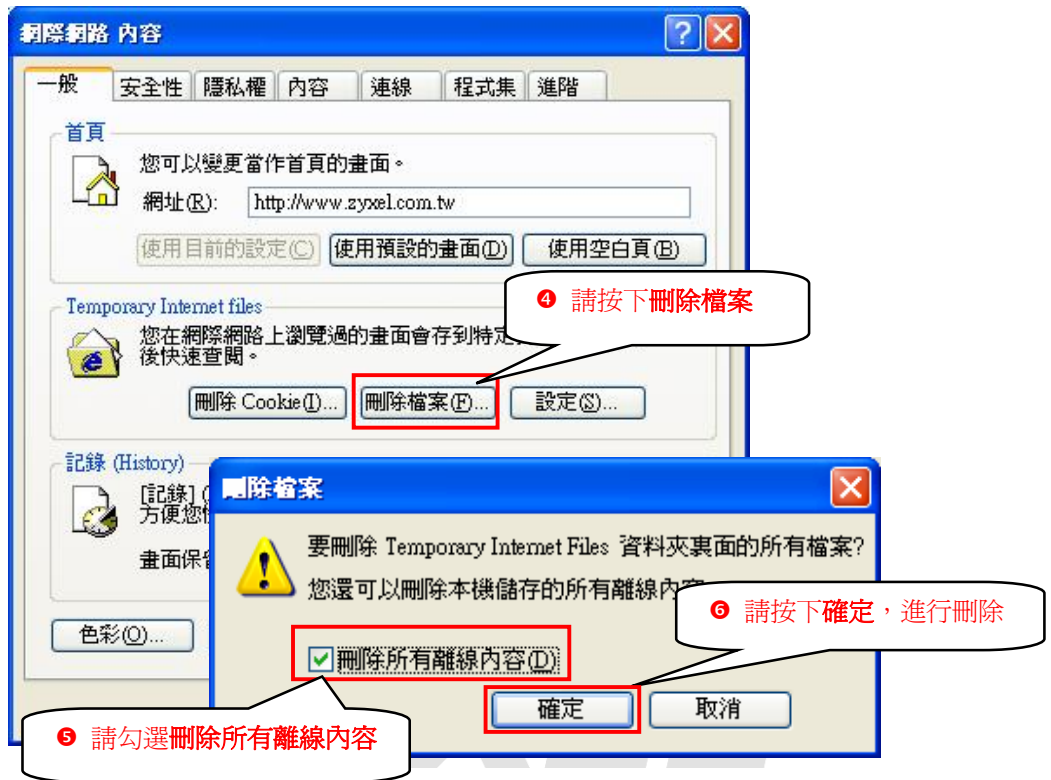 網際網路 內容
一般 安全性 隱私權 內容 連線 程式集 進階
首頁
您可以變更當作首頁的畫面。
網址(R): http://www.zyxel.com.tw
使用目前的設定(C) 使用預設的畫面(D) 使用空白頁(B)
❹ 請按下刪除檔案
Temporary Internet files
您在網際網路上瀏覽過的畫面會存到特定
後快速查閱。
刪除 Cookie(I)... 刪除檔案(F)... 設定(S)...
記錄 (History)
[記錄] (
方便您
畫面保
刪除檔案
要刪除 Temporary Internet Files 資料夾裏面的所有檔案?
您還可以刪除本機儲存的所有離線內
❻ 請按下確定，進行刪除
色彩(O)...
刪除所有離線內容(D)
確定 取消
❺ 請勾選刪除所有離線內容